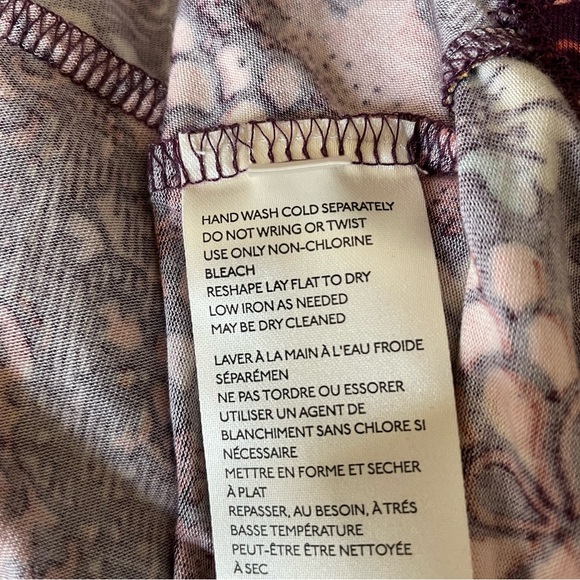 HAND WASH COLD SEPARATELY
DO NOT WRING OR TWIST
USE ONLY NON-CHLORINE
BLEACH
RESHAPE LAY FLAT TO DRY
LOW IRON AS NEEDED
MAY BE DRY CLEANED
LAVER À LA MAIN À L'EAU FROIDE
SÉPARÉMEN
NE PAS TORDRE OU ESSORER
UTILISER UN AGENT DE
BLANCHIMENT SANS CHLORE SI
NÉCESSAIRE
METTRE EN FORME ET SECHER
À PLAT
REPASSER, AU BESOIN, À TRÉS
BASSE TEMPÉRATURE
PEUT-ÊTRE ÊTRE NETTOYÉE
À SEC